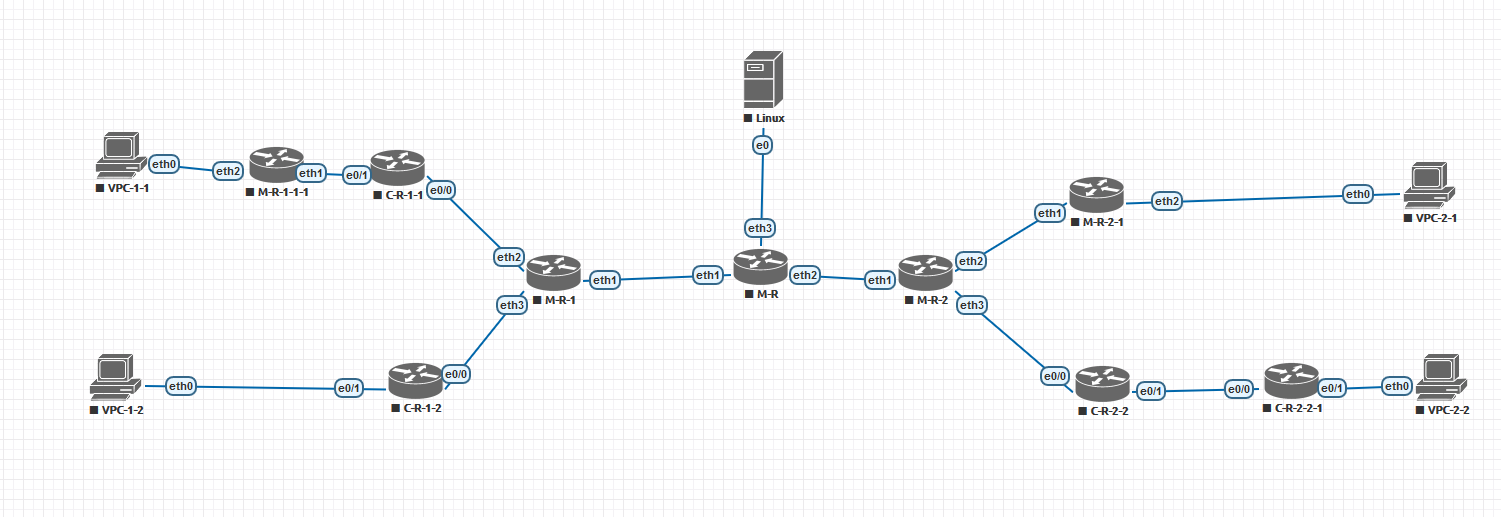 ■ Linux
e0
eth0
eth2
eth1
e0/1
e0/0
■ VPC-1-1
■ M-R-1-1-1
■ C-R-1-1
eth0
eth2
eth1
■ M-R-2-1
■ VPC-2-1
eth3
eth2
eth1
eth1
eth2
eth1
eth2
■ M-R-1
■ M-R
■ M-R-2
eth3
eth3
e0/0
e0/0
eth0
e0/1
e0/1
e0/0
e0/1
eth0
■ VPC-1-2
■ C-R-1-2
■ C-R-2-2
■ C-R-2-2-1
■ VPC-2-2